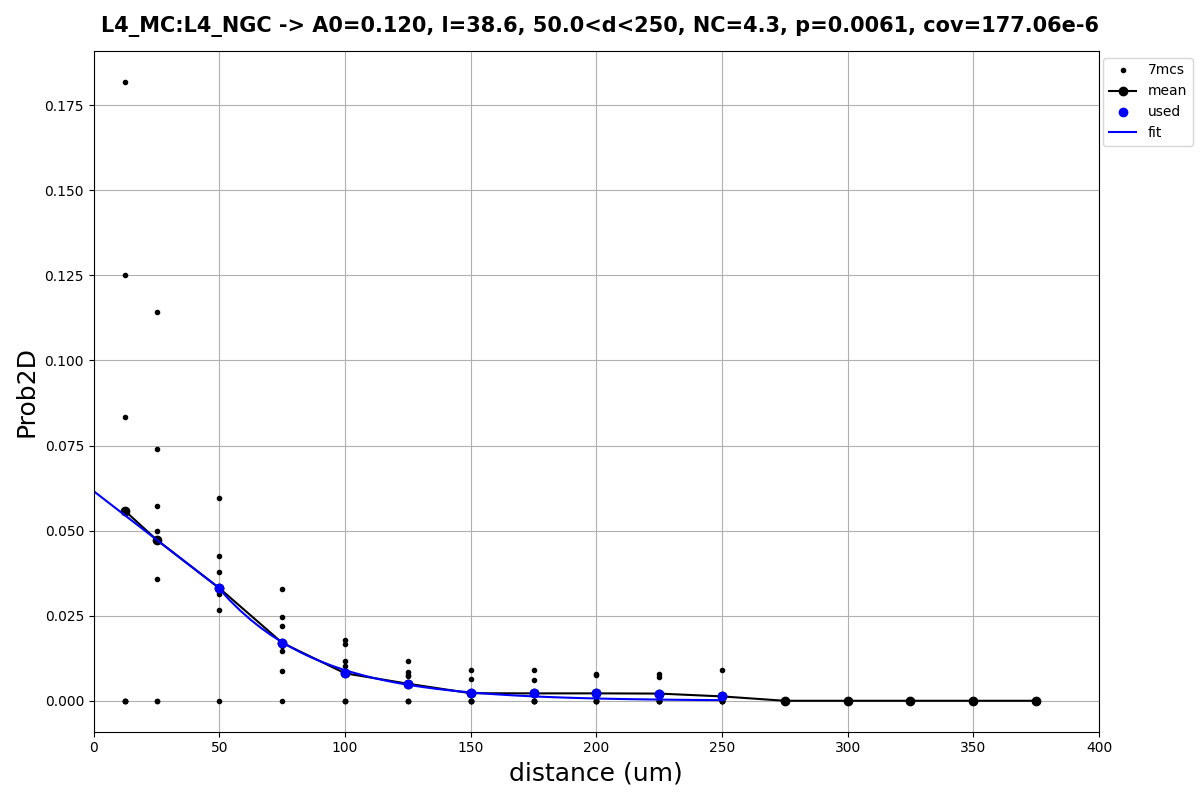 L4_MC:L4_NGC -> A0=0.120, l=38.6, 50.0<d<250, NC=4.3, p=0.0061, cov=177.06e-6
7mcs
mean
used
fit
0.175
0.150
0.125
0.100
0.075
0.050
0.025
0.000
Prob2D
0 50 100 150 200 250 300 350 400
distance (um)